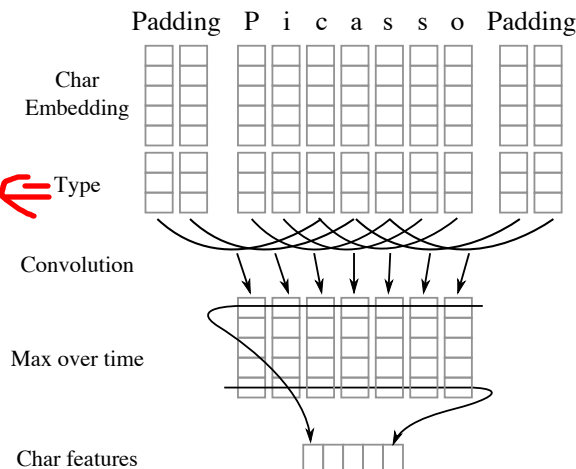 Padding P i c a s s o Padding
Char
Embedding
Type
Convolution
Max over time
Char features